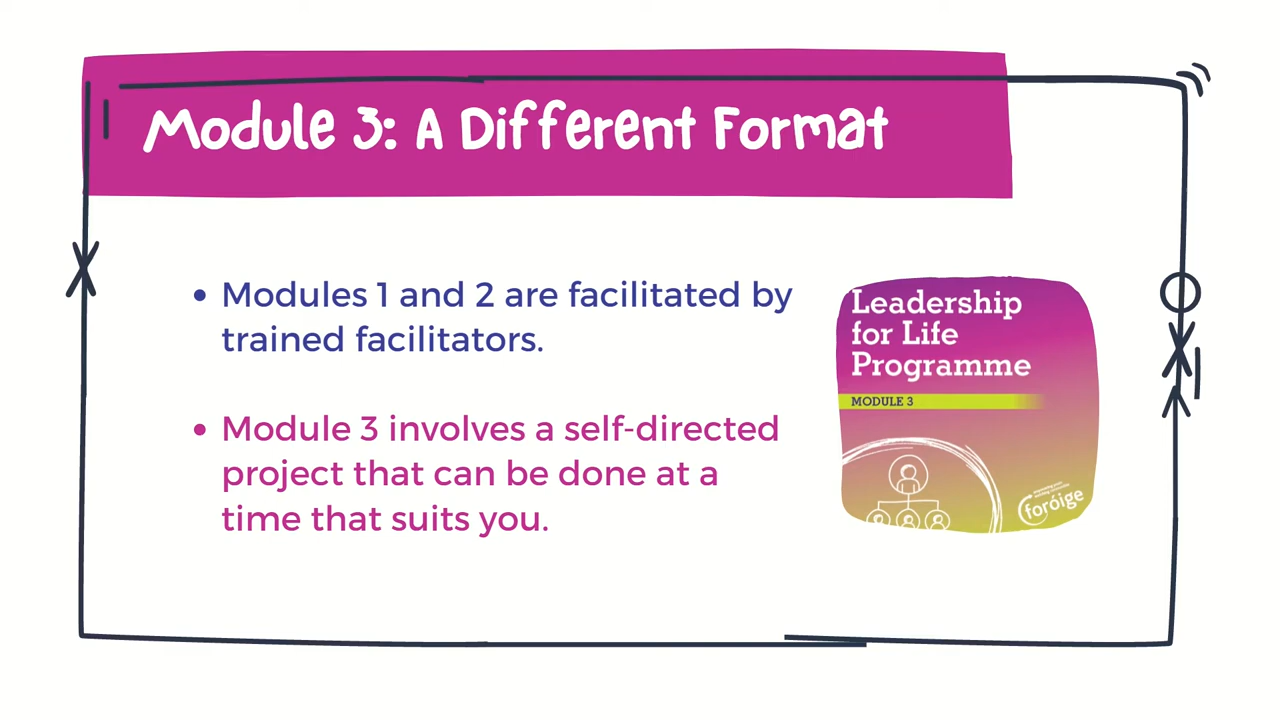 Module 3: A Different Format
• Modules 1 and 2 are facilitated by
trained facilitators.
• Module 3 involves a self-directed
project that can be done at a
time that suits you.
Leadership
for Life
Programme
MODULE 3
foróige